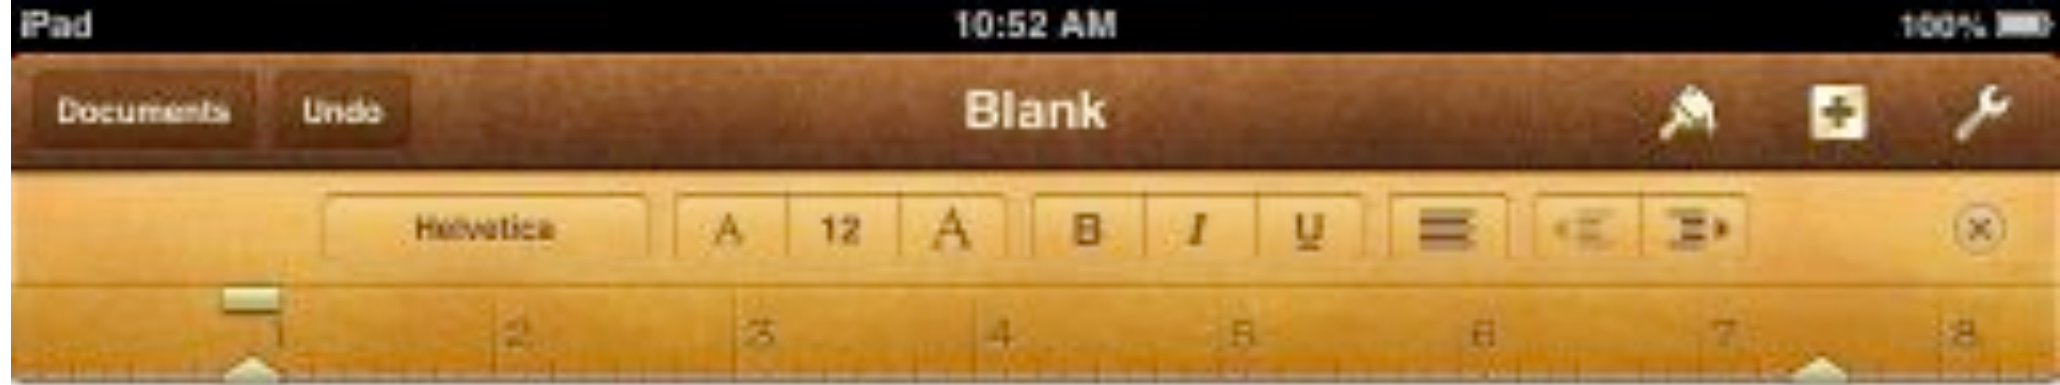 iPad 10:52 AM 100%
Documents Undo Blank
Helvetica A 12 A B I U
1 2 3 4 5 6 7 8